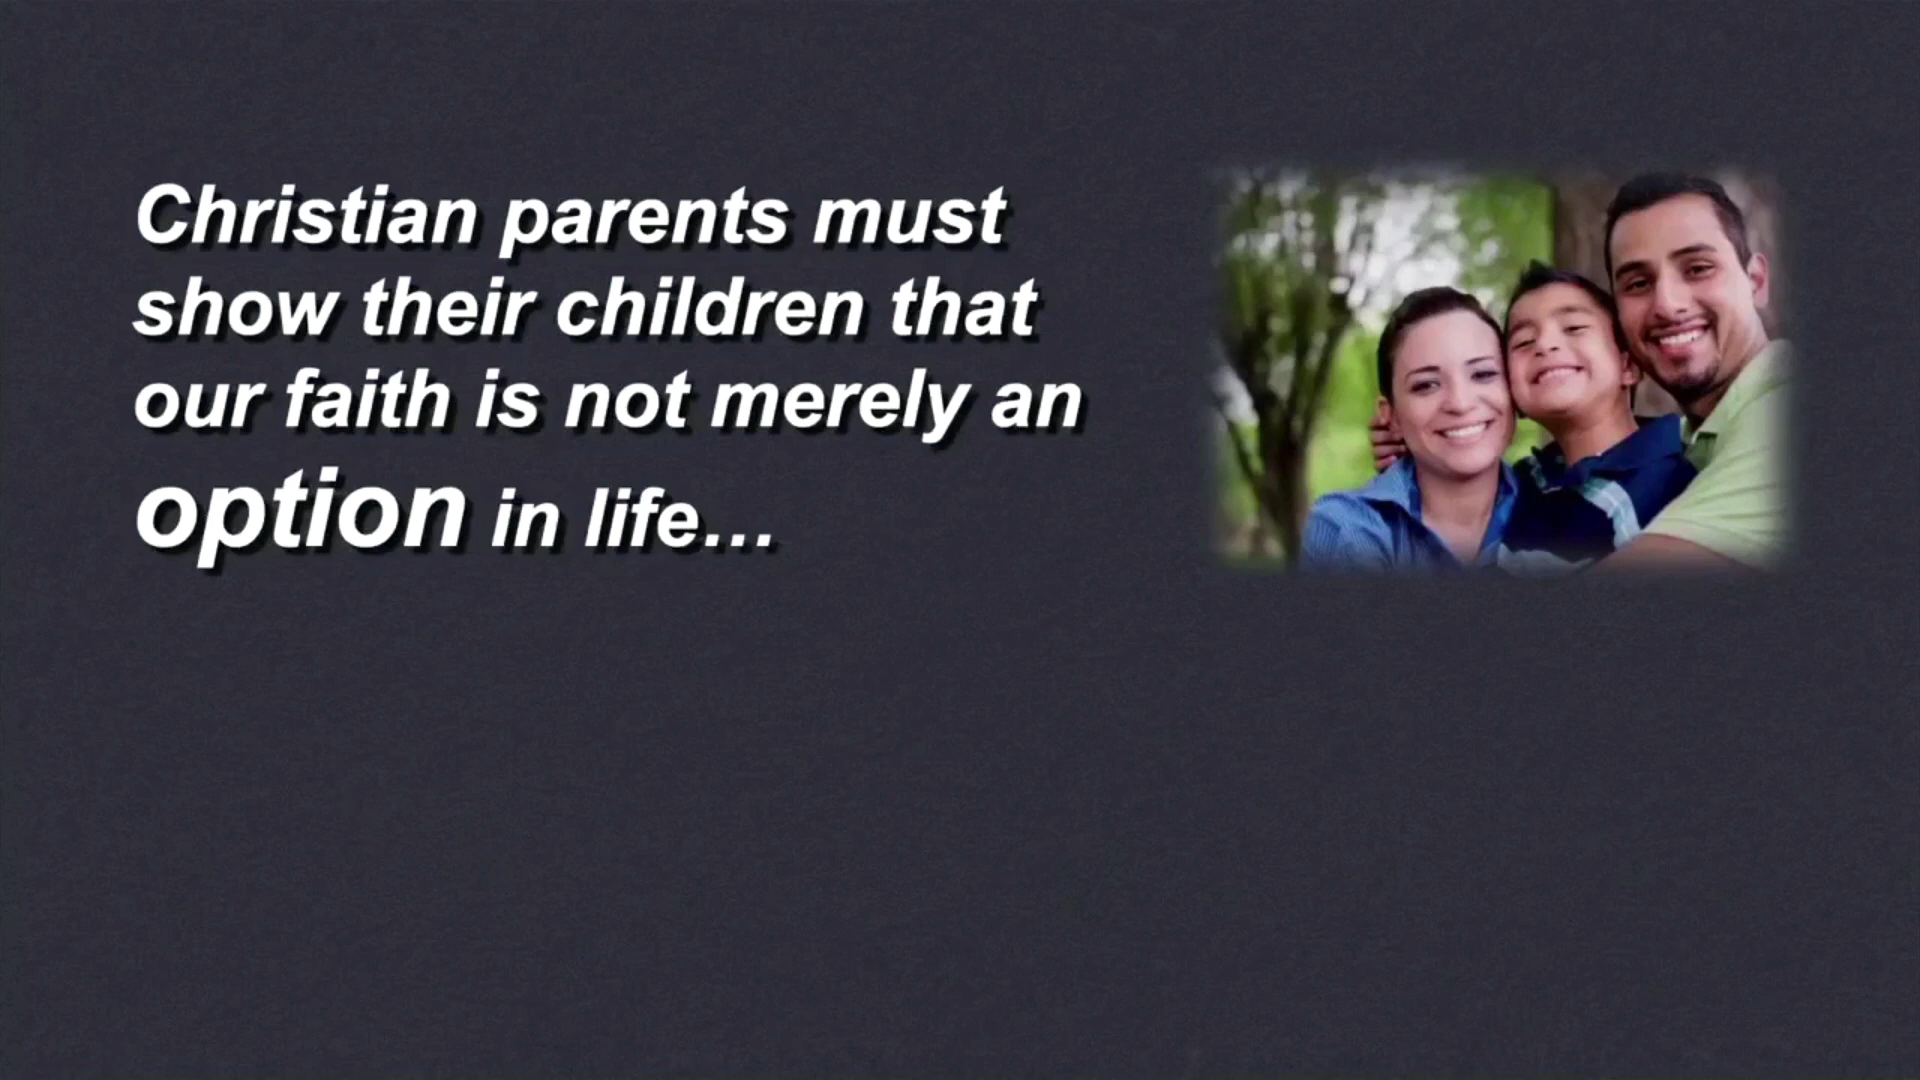 Christian parents must
show their children that
our faith is not merely an
option in life…